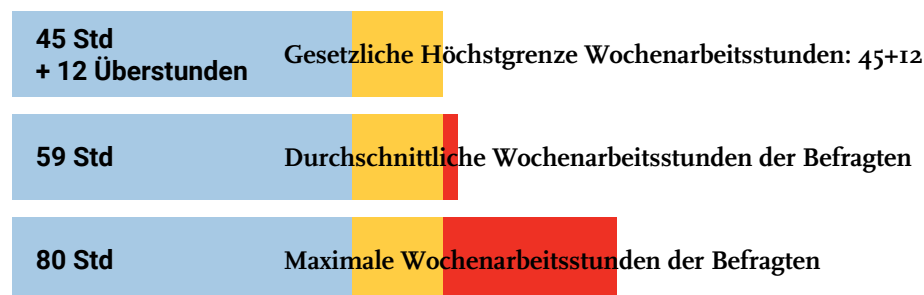 45 Std
+ 12 Überstunden
Gesetzliche Höchstgrenze Wochenarbeitsstunden: 45+12
59 Std
Durchschnittliche Wochenarbeitsstunden der Befragten
80 Std
Maximale Wochenarbeitsstunden der Befragten